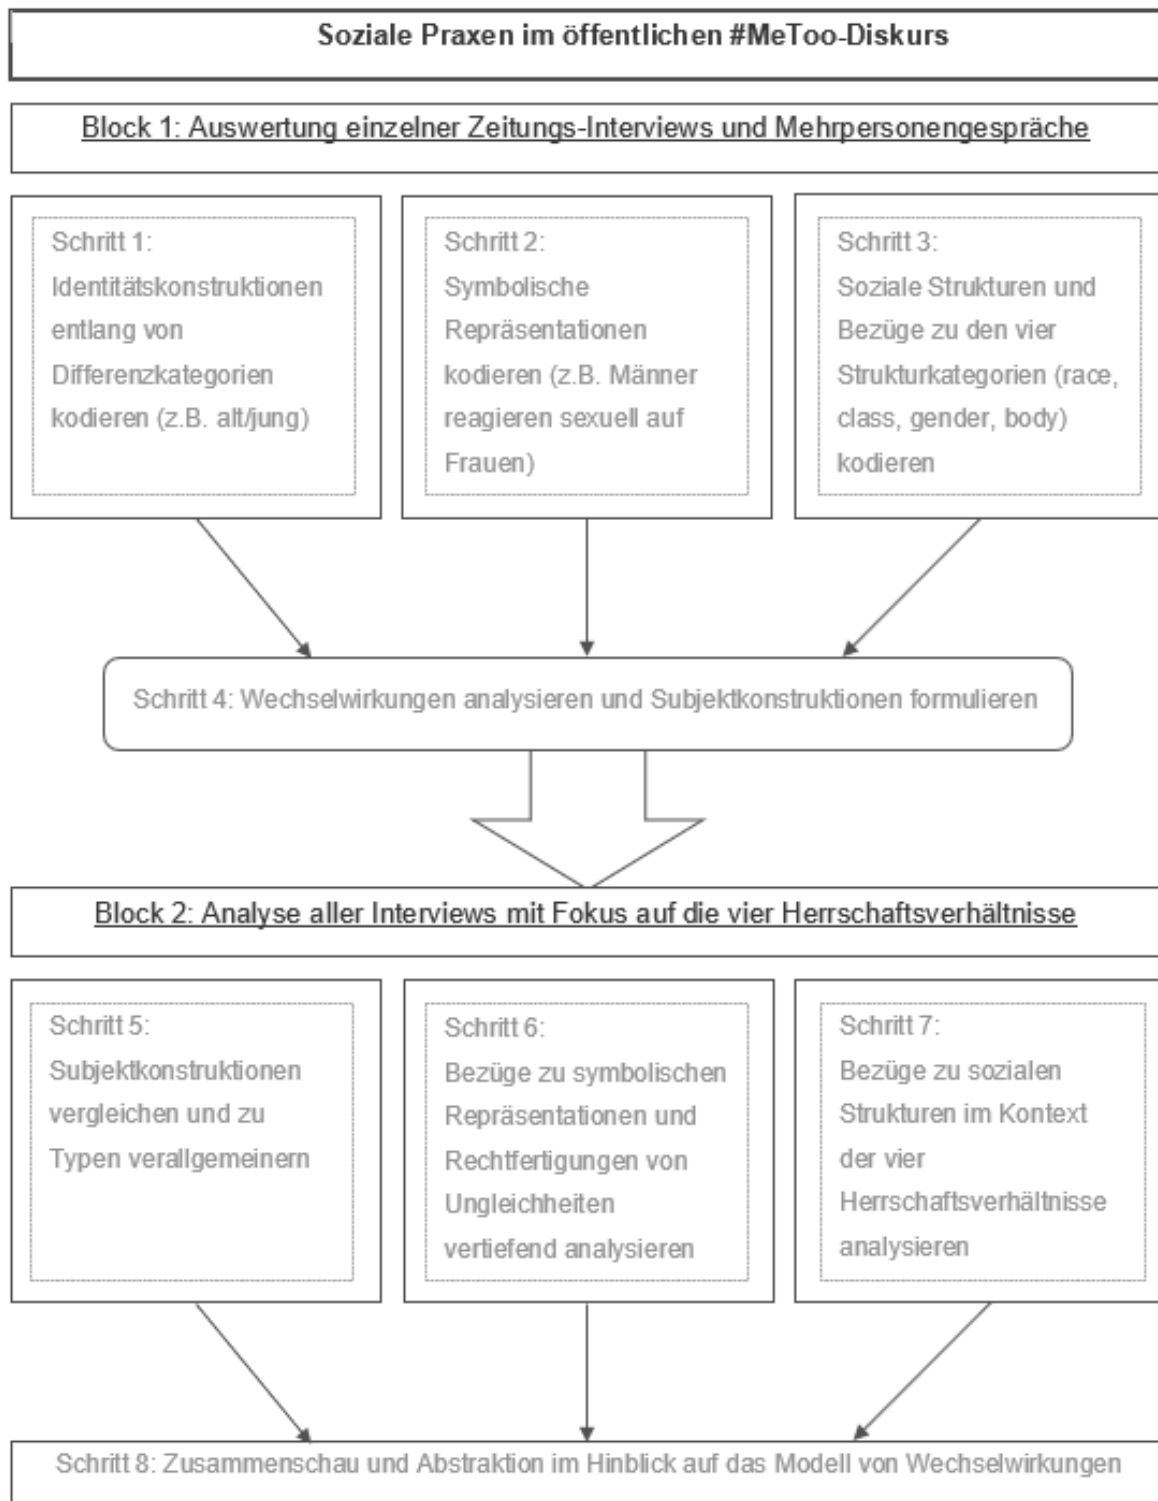 Soziale Praxen im öffentlichen #MeToo-Diskurs
Block 1: Auswertung einzelner Zeitungs-Interviews und Mehrpersonengespräche
Schritt 1:
Identitätskonstruktionen
entlang von
Differenzkategorien
kodieren (z.B. alt/jung)
Schritt 2:
Symbolische
Repräsentationen
kodieren (z.B. Männer
reagieren sexuell auf
Frauen)
Schritt 3:
Soziale Strukturen und
Bezüge zu den vier
Strukturkategorien (race,
class, gender, body)
kodieren
Schritt 4: Wechselwirkungen analysieren und Subjektkonstruktionen formulieren
Block 2: Analyse aller Interviews mit Fokus auf die vier Herrschaftsverhältnisse
Schritt 5:
Subjektkonstruktionen
vergleichen und zu
Typen verallgemeinern
Schritt 6:
Bezüge zu symbolischen
Repräsentationen und
Rechtfertigungen von
Ungleichheiten
vertiefend analysieren
Schritt 7:
Bezüge zu sozialen
Strukturen im Kontext
der vier
Herrschaftsverhältnisse
analysieren
Schritt 8: Zusammenschau und Abstraktion im Hinblick auf das Modell von Wechselwirkungen